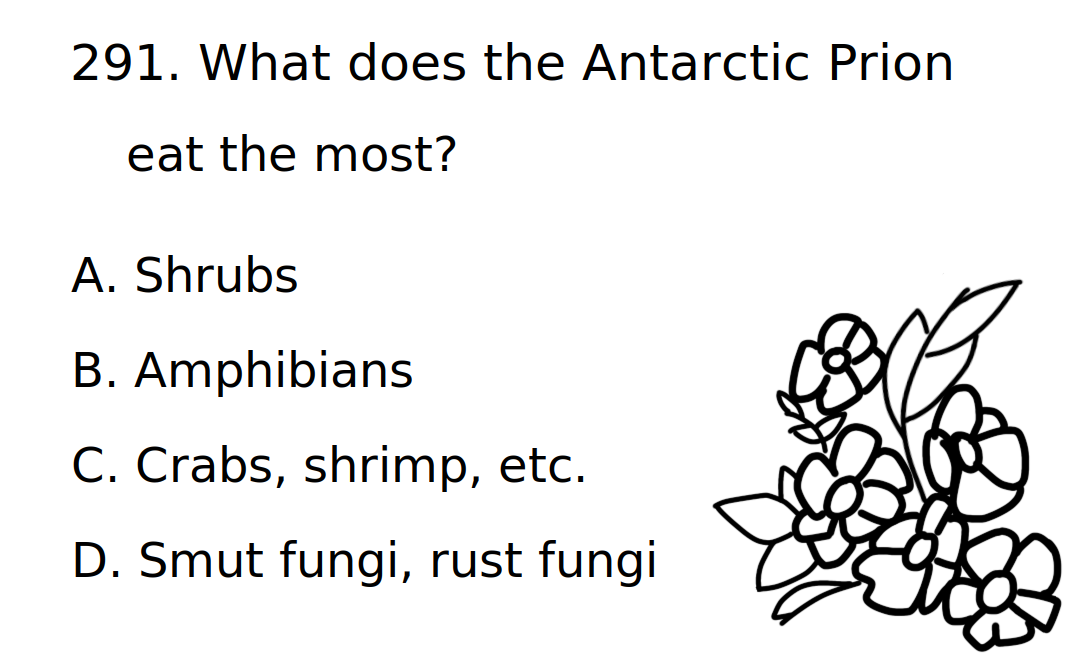 291. What does the Antarctic Prion
eat the most?
A. Shrubs
B. Amphibians
C. Crabs, shrimp, etc.
D. Smut fungi, rust fungi